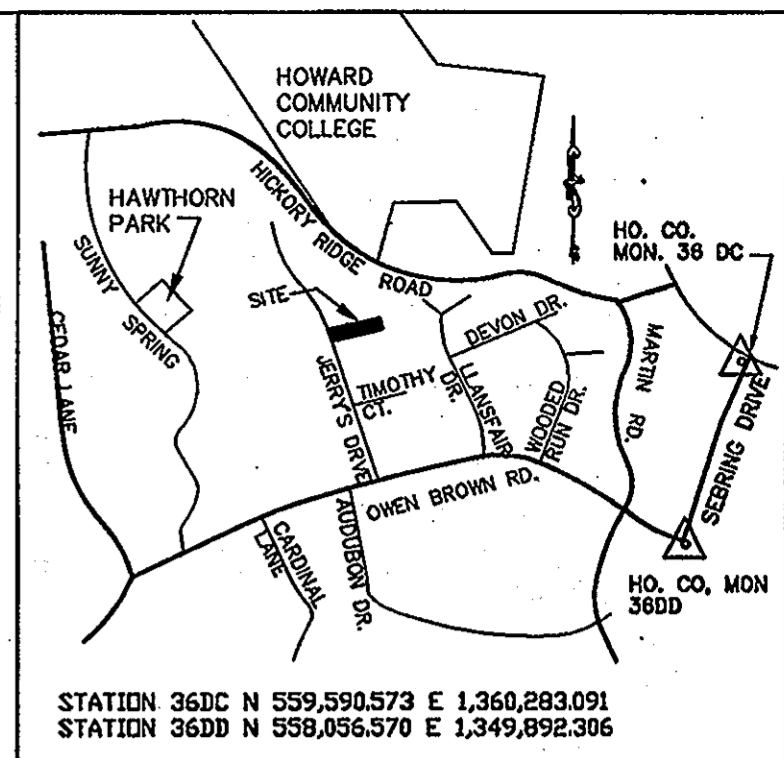 HOWARD
COMMUNITY
COLLEGE
HICKORY RIDGE ROAD
HAWTHORN
PARK
HO. CO.
MON. 36 DC
SUNNY
SPRING
SITE
DEVON DR.
CEDAR LANE
JERRY'S DRVE
TIMOTHY
CT.
LLANSFAIR
DR.
WOODED
RUN DR.
MARTIN
RD.
SEBRING DRIVE
OWEN BROWN RD.
CARDINAL
LANE
AUDUBON DR.
HO. CO, MON
36DD
STATION 36DC N 559,590.573 E 1,360,283.091
STATION 36DD N 558,056.570 E 1,349,892.306